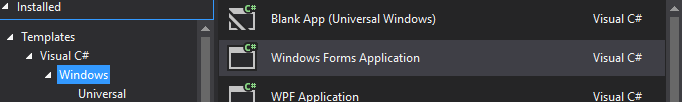 Installed
Templates
Visual C#
Windows
Universal
C# Blank App (Universal Windows) Visual C#
C# Windows Forms Application Visual C#
C# WPF Application Visual C#